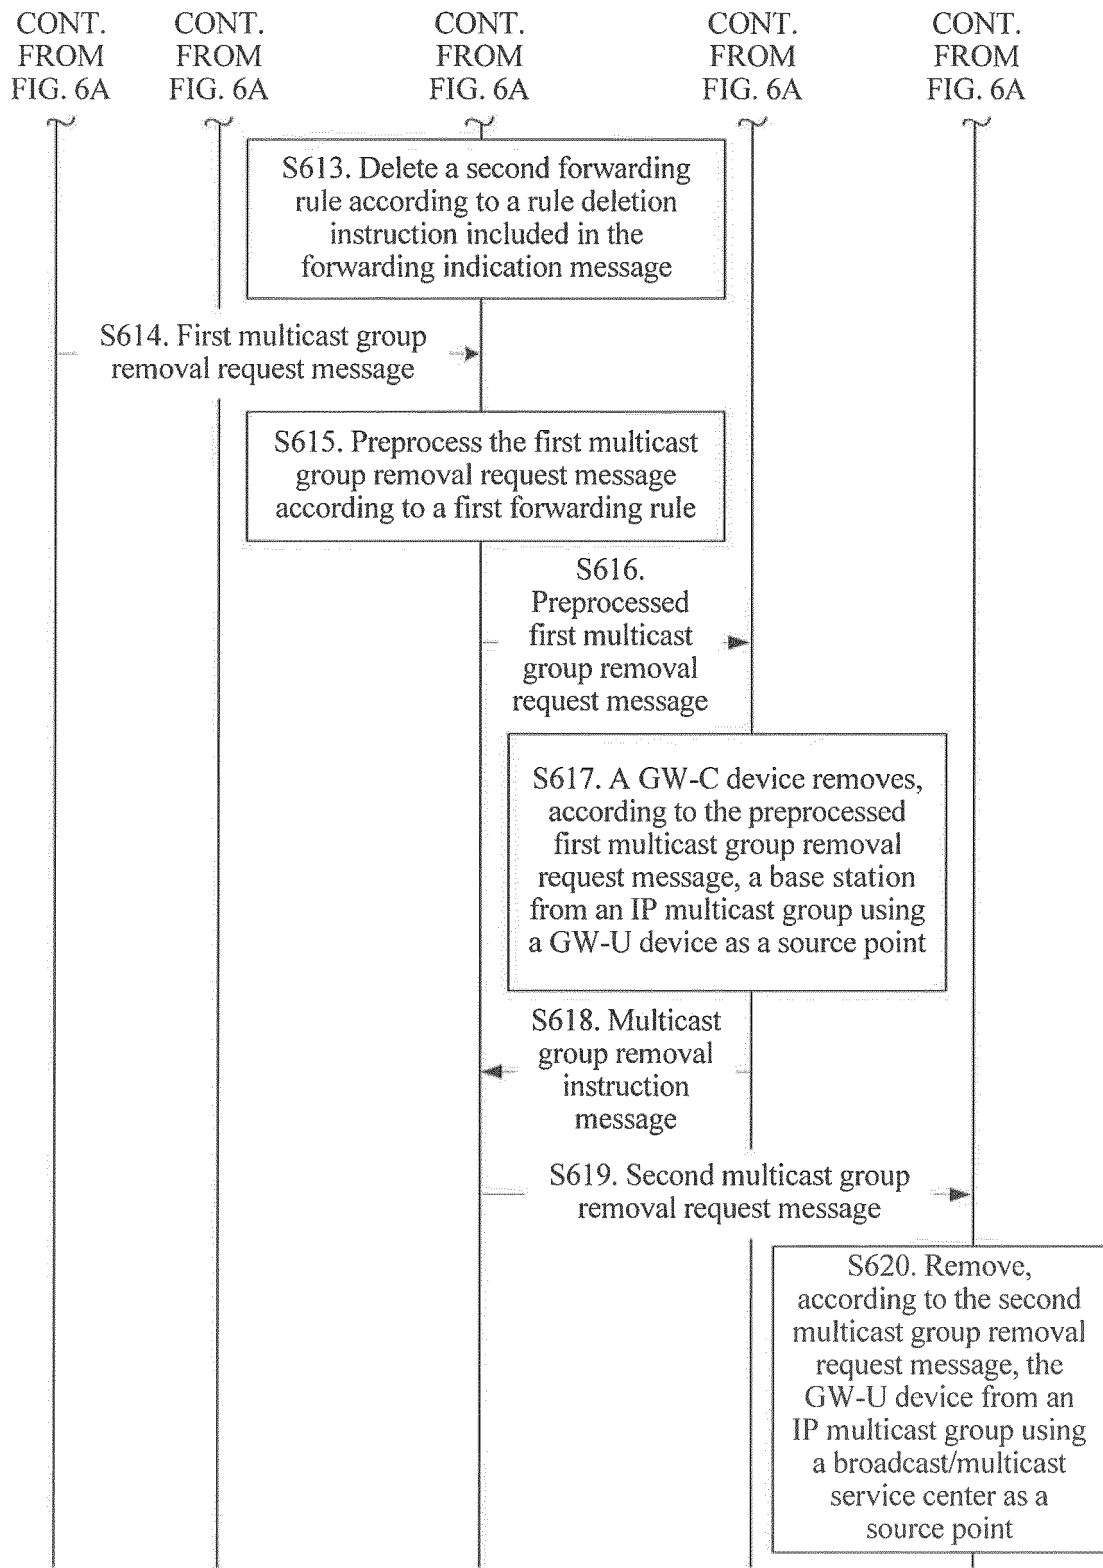 CONT.
FROM
FIG. 6A
CONT.
FROM
FIG. 6A
CONT.
FROM
FIG. 6A
CONT.
FROM
FIG. 6A
CONT.
FROM
FIG. 6A
S613. Delete a second forwarding
rule according to a rule deletion
instruction included in the
forwarding indication message
S614. First multicast group
removal request message
S615. Preprocess the first multicast
group removal request message
according to a first forwarding rule
S616.
Preprocessed
first multicast
group removal
request message
S617. A GW-C device removes,
according to the preprocessed
first multicast group removal
request message, a base station
from an IP multicast group using
a GW-U device as a source point
S618. Multicast
group removal
instruction
message
S619. Second multicast group
removal request message
S620. Remove,
according to the second
multicast group removal
request message, the
GW-U device from an
IP multicast group using
a broadcast/multicast
service center as a
source point